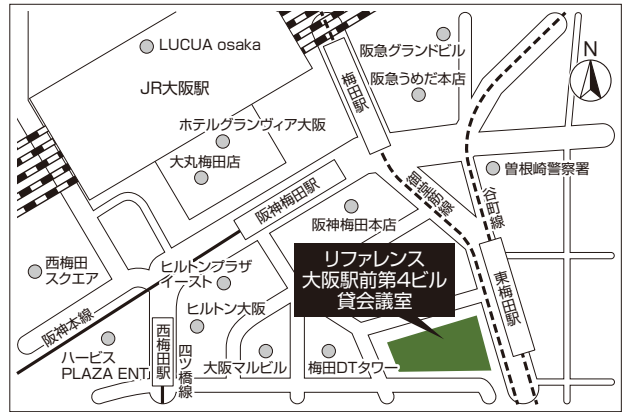 LUCUA osaka
JR大阪駅
梅田駅
阪急グランドビル
阪急うめだ本店
N
ホテルグランヴィア大阪
大丸梅田店
曽根崎警察署
御堂筋線
谷町線
阪神梅田駅
阪神梅田本店
西梅田
スクエア
ヒルトンプラザ
イースト
リファレンス
大阪駅前第4ビル
貸会議室
東梅田駅
阪神本線
ヒルトン大阪
ハービス
PLAZA ENT
西梅田駅
四ツ橋線
大阪マルビル
梅田DTタワー